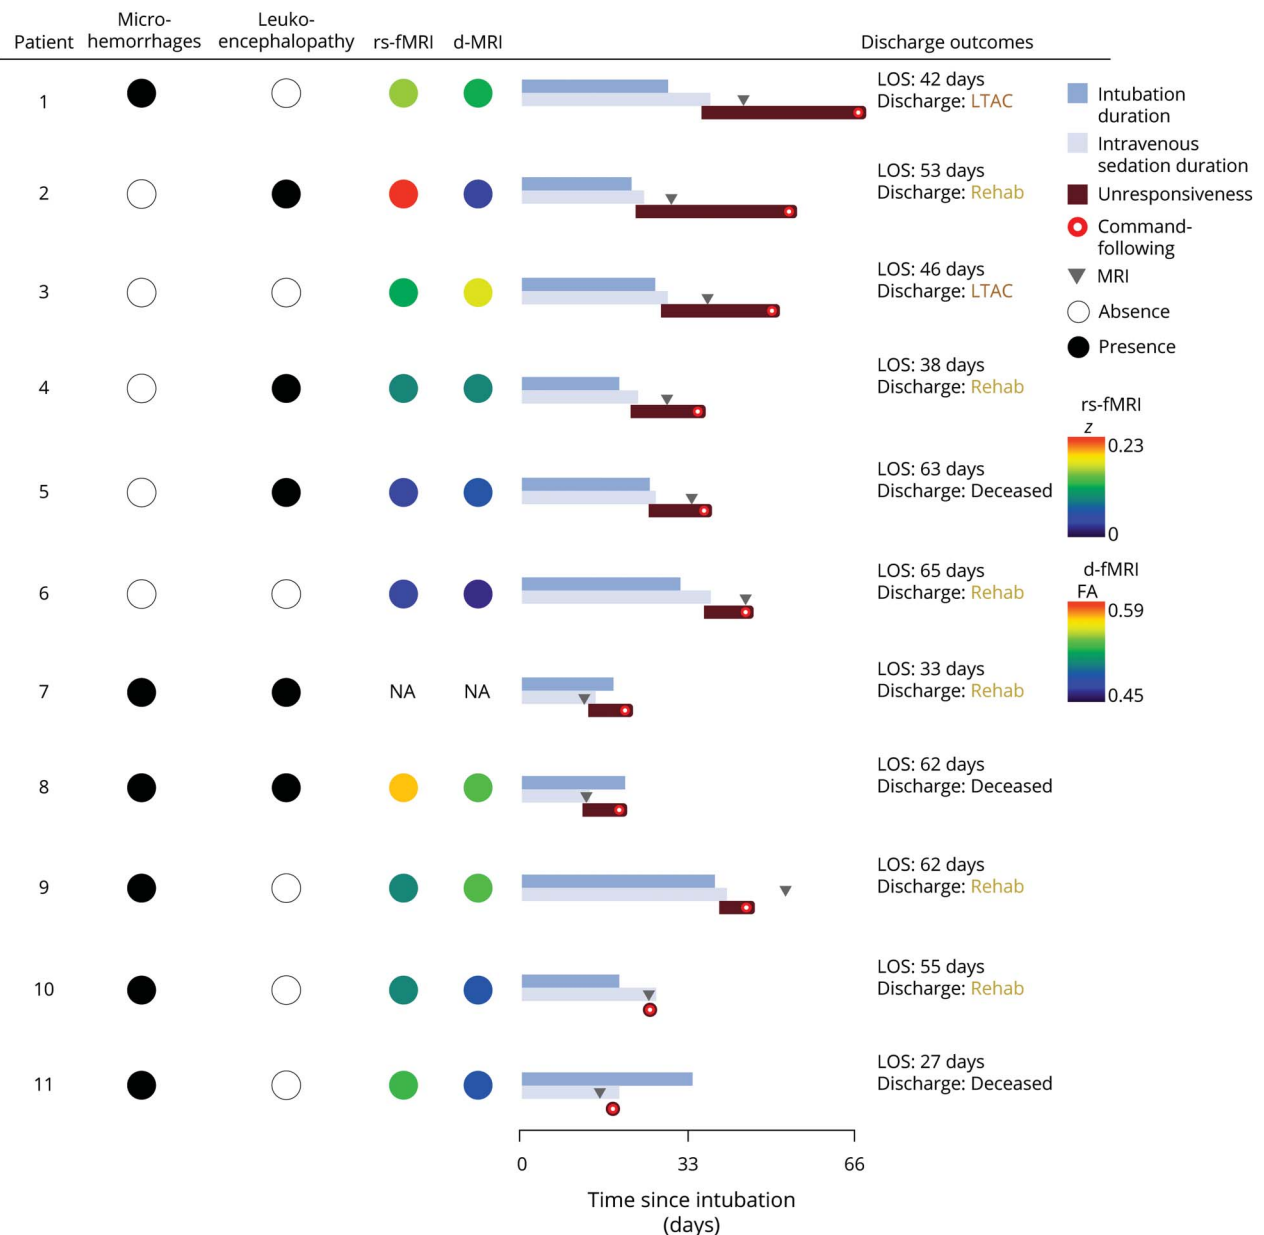 Patient
Micro-
hemorrhages
Leuko-
encephalopathy
rs-fMRI
d-MRI
Discharge outcomes
1
LOS: 42 days
Discharge: LTAC
2
LOS: 53 days
Discharge: Rehab
3
LOS: 46 days
Discharge: LTAC
4
LOS: 38 days
Discharge: Rehab
5
LOS: 63 days
Discharge: Deceased
6
LOS: 65 days
Discharge: Rehab
7
NA
NA
LOS: 33 days
Discharge: Rehab
8
LOS: 62 days
Discharge: Deceased
9
LOS: 62 days
Discharge: Rehab
10
LOS: 55 days
Discharge: Rehab
11
LOS: 27 days
Discharge: Deceased
0
33
66
Time since intubation
(days)
Intubation
duration
Intravenous
sedation duration
Unresponsiveness
Command-
following
MRI
Absence
Presence
rs-fMRI
z
0.23
0
d-fMRI
FA
0.59
0.45